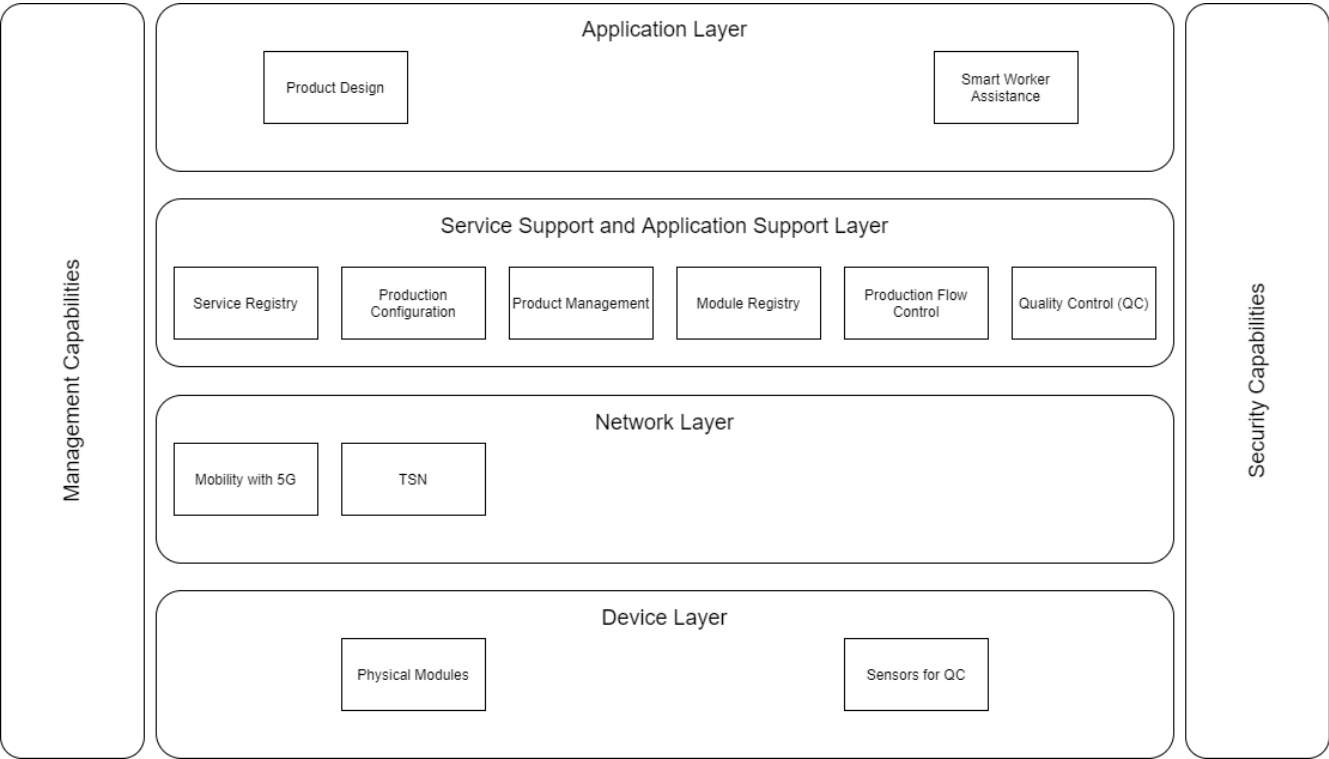 Management Capabilities
Application Layer
Product Design
Smart Worker
Assistance
Service Support and Application Support Layer
Service Registry
Production
Configuration
Product Management
Module Registry
Production Flow
Control
Quality Control (QC)
Network Layer
Mobility with 5G
TSN
Device Layer
Physical Modules
Sensors for QC
Security Capabilities